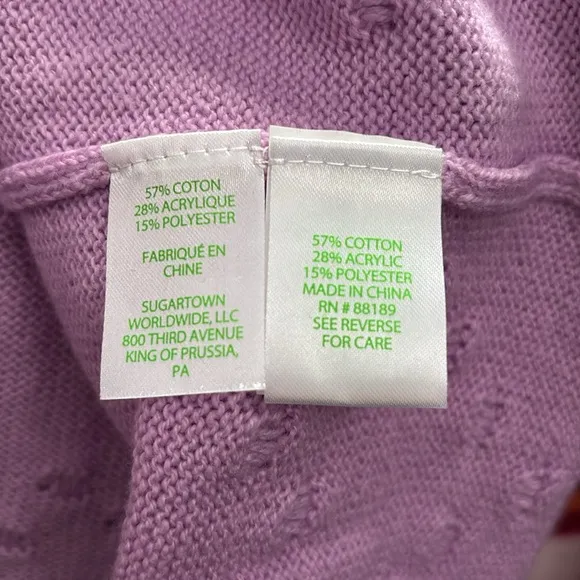 57% COTON
28% ACRYLIQUE
15% POLYESTER
FABRIQUÉ EN
CHINE
SUGARTOWN
WORLDWIDE, LLC
800 THIRD AVENUE
KING OF PRUSSIA,
PA
57% COTTON
28% ACRYLIC
15% POLYESTER
MADE IN CHINA
RN # 88189
SEE REVERSE
FOR CARE